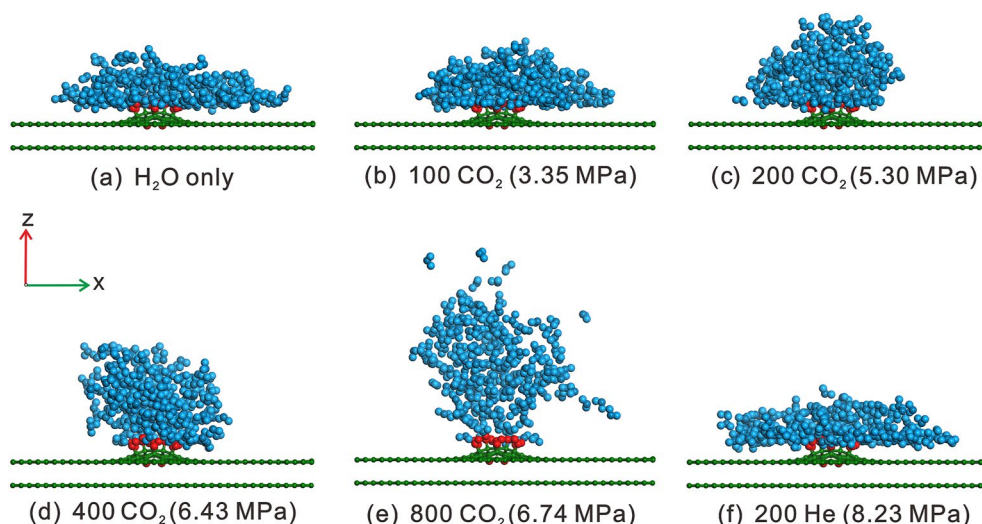 (a) H₂O only
(b) 100 CO₂ (3.35 MPa)
(c) 200 CO₂ (5.30 MPa)
z
x
(d) 400 CO₂ (6.43 MPa)
(e) 800 CO₂ (6.74 MPa)
(f) 200 He (8.23 MPa)